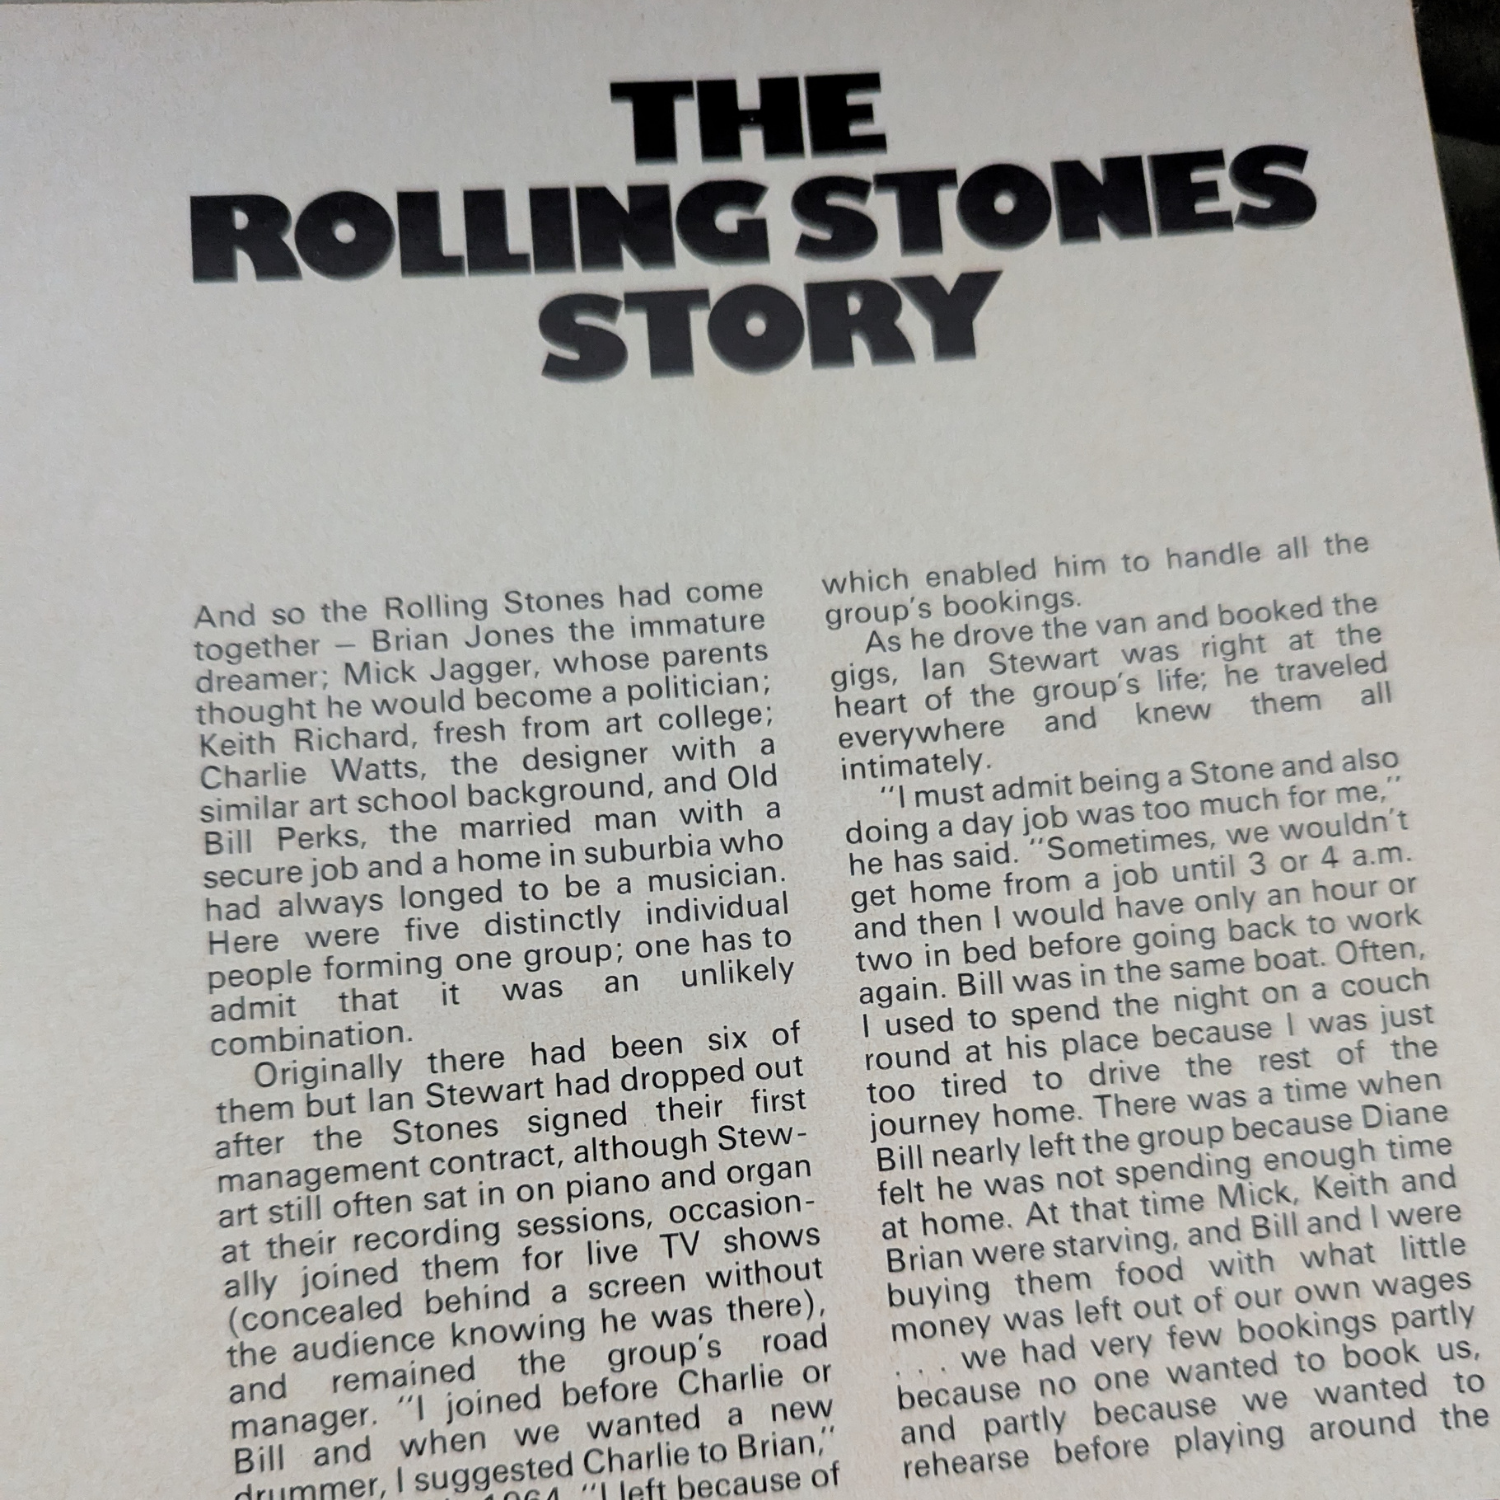 THE
ROLLING STONES
STORY
And so the Rolling Stones had come
together – Brian Jones the immature
dreamer; Mick Jagger, whose parents
thought he would become a politician;
Keith Richard, fresh from art college;
Charlie Watts, the designer with a
similar art school background, and Old
Bill Perks, the married man with a
secure job and a home in suburbia who
had always longed to be a musician.
Here were five distinctly individual
people forming one group; one has to
admit that it was an unlikely
combination.
Originally there had been six of
them but Ian Stewart had dropped out
after the Stones signed their first
management contract, although Stew-
art still often sat in on piano and organ
at their recording sessions, occasion-
ally joined them for live TV shows
(concealed behind a screen without
the audience knowing he was there),
and remained the group's road
manager. "I joined before Charlie or
Bill and when we wanted a new
drummer, I suggested Charlie to Brian,"
1964. "I left because of
which enabled him to handle all the
group's bookings.
As he drove the van and booked the
gigs, Ian Stewart was right at the
heart of the group's life; he traveled
everywhere and knew them all
intimately.
"I must admit being a Stone and also
doing a day job was too much for me,"
he has said. "Sometimes, we wouldn't
get home from a job until 3 or 4 a.m.
and then I would have only an hour or
two in bed before going back to work
again. Bill was in the same boat. Often,
I used to spend the night on a couch
round at his place because I was just
too tired to drive the rest of the
journey home. There was a time when
Bill nearly left the group because Diane
felt he was not spending enough time
at home. At that time Mick, Keith and
Brian were starving, and Bill and I were
buying them food with what little
money was left out of our own wages
. . . we had very few bookings partly
because no one wanted to book us,
and partly because we wanted to
rehearse before playing around the